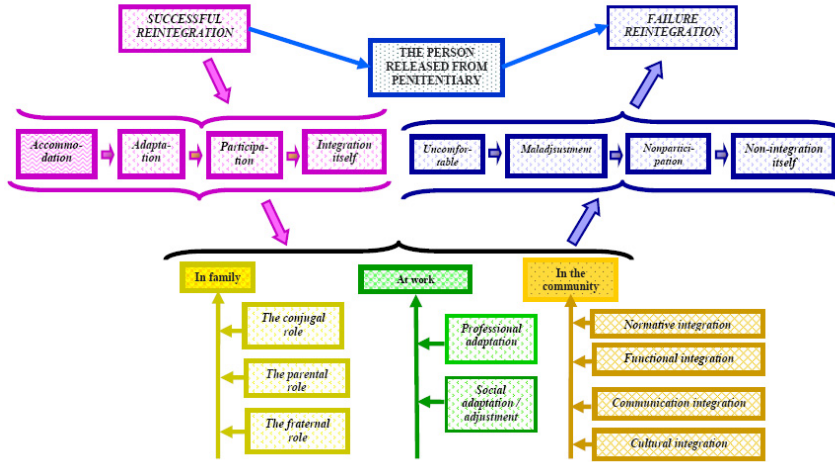 SUCCESSFUL
REINTEGRATION
THE PERSON
RELEASED FROM
PENITENTIARY
FAILURE
REINTEGRATION
Accommo-
dation
Adapta-
tion
Participa-
tion
Integration
itself
Uncomfor-
table
Maladjsustment
Nonpartici-
pation
Non-integration
itself
In family
The conjugal
role
The parental
role
The fraternal
role
At work
Professional
adaptation
Social
adaptation /
adjustment
In the
community
Normative integration
Functional integration
Communication integration
Cultural integration